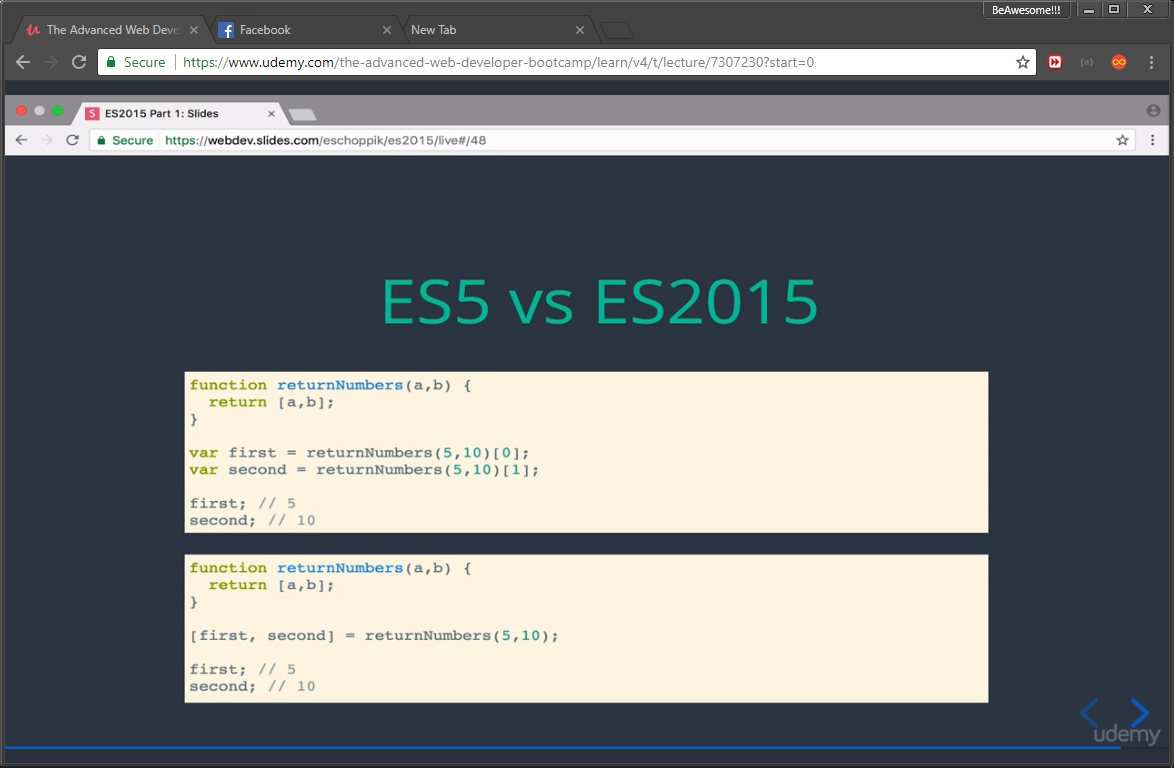 BeAwesome!!!
The Advanced Web Deve
Facebook
New Tab
Secure
https://www.udemy.com/the-advanced-web-developer-bootcamp/learn/v4/t/lecture/7307230?start=0
ES2015 Part 1: Slides
Secure
https://webdev.slides.com/eschoppik/es2015/live#/48
ES5 vs ES2015
function returnNumbers(a,b) {
  return [a,b];
}
var first = returnNumbers(5,10)[0];
var second = returnNumbers(5,10)[1];
first; // 5
second; // 10
function returnNumbers(a,b) {
  return [a,b];
}
[first, second] = returnNumbers(5,10);
first; // 5
second; // 10
udemy